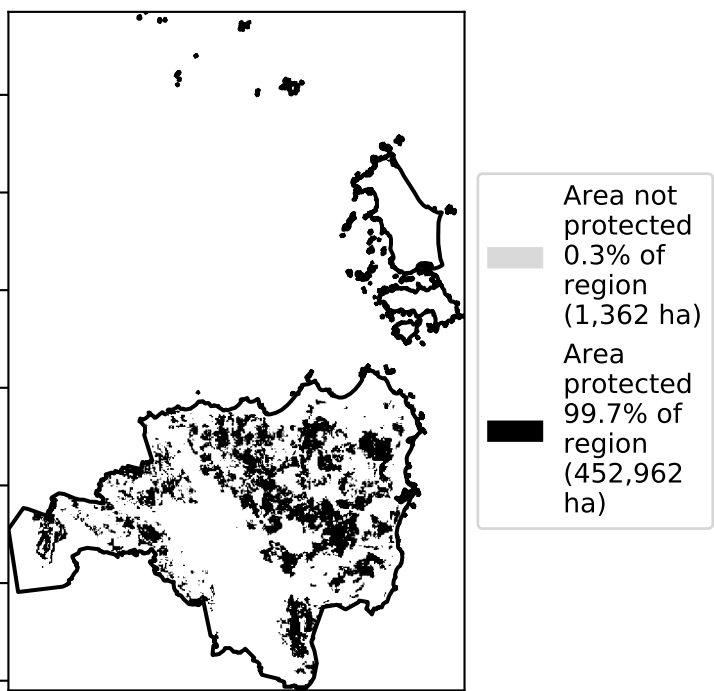 Area not
protected
0.3% of
region
(1,362 ha)
Area
protected
99.7% of
region
(452,962
ha)